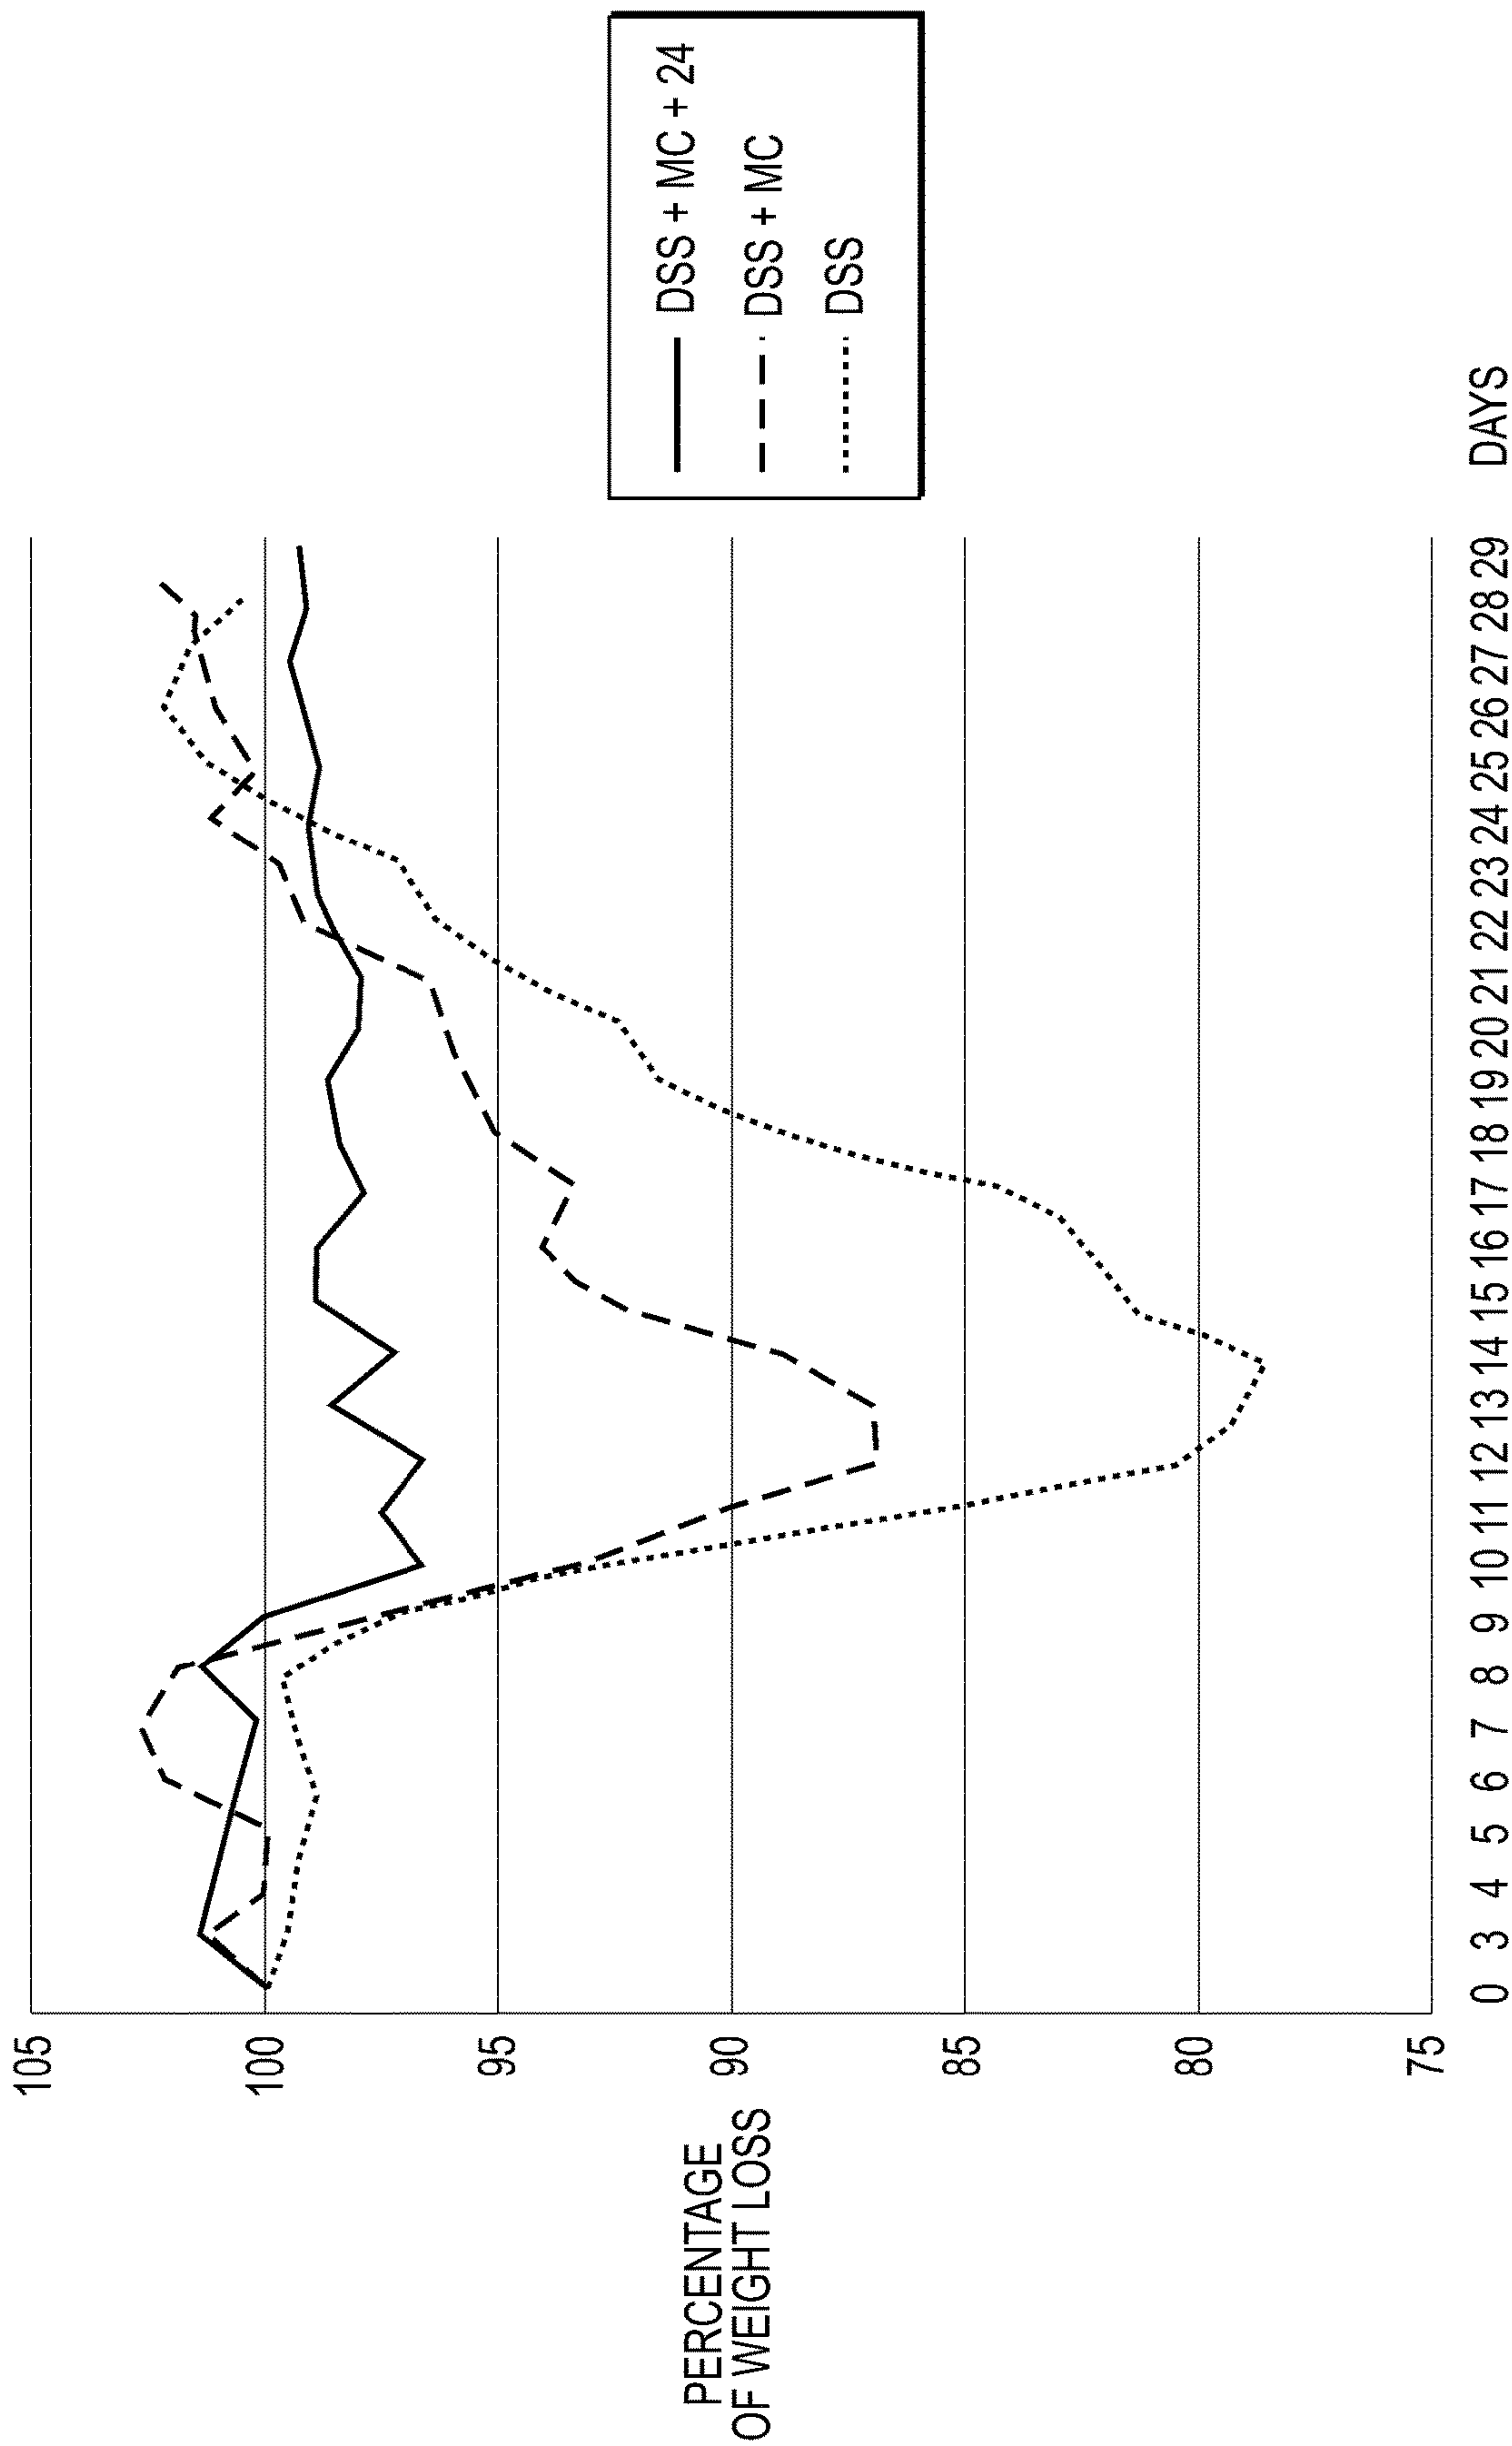 PERCENTAGE
OF WEIGHT LOSS
105
100
95
90
85
80
75
0 3 4 5 6 7 8 9 10 11 12 13 14 15 16 17 18 19 20 21 22 23 24 25 26 27 28 29 DAYS
DSS + MC + 24
DSS + MC
DSS